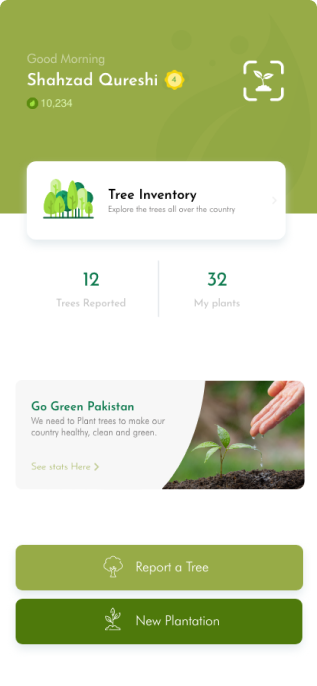 Good Morning
Shahzad Qureshi 4
10,234
Tree Inventory
Explore the trees all over the country
12
Trees Reported
32
My plants
Go Green Pakistan
We need to Plant trees to make our
country healthy, clean and green.
See stats Here
Report a Tree
New Plantation